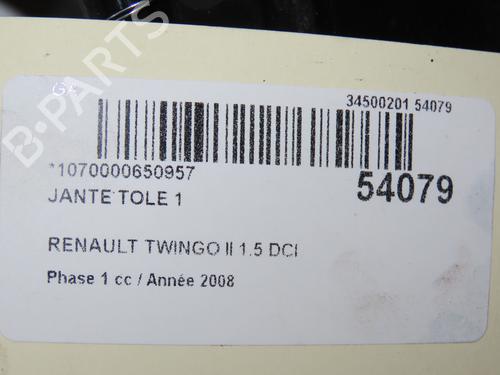 GA
34500201 54079
*1070000650957
54079
JANTE TOLE 1
RENAULT TWINGO II 1.5 DCI
Phase 1 cc / Année 2008
B-PARTS